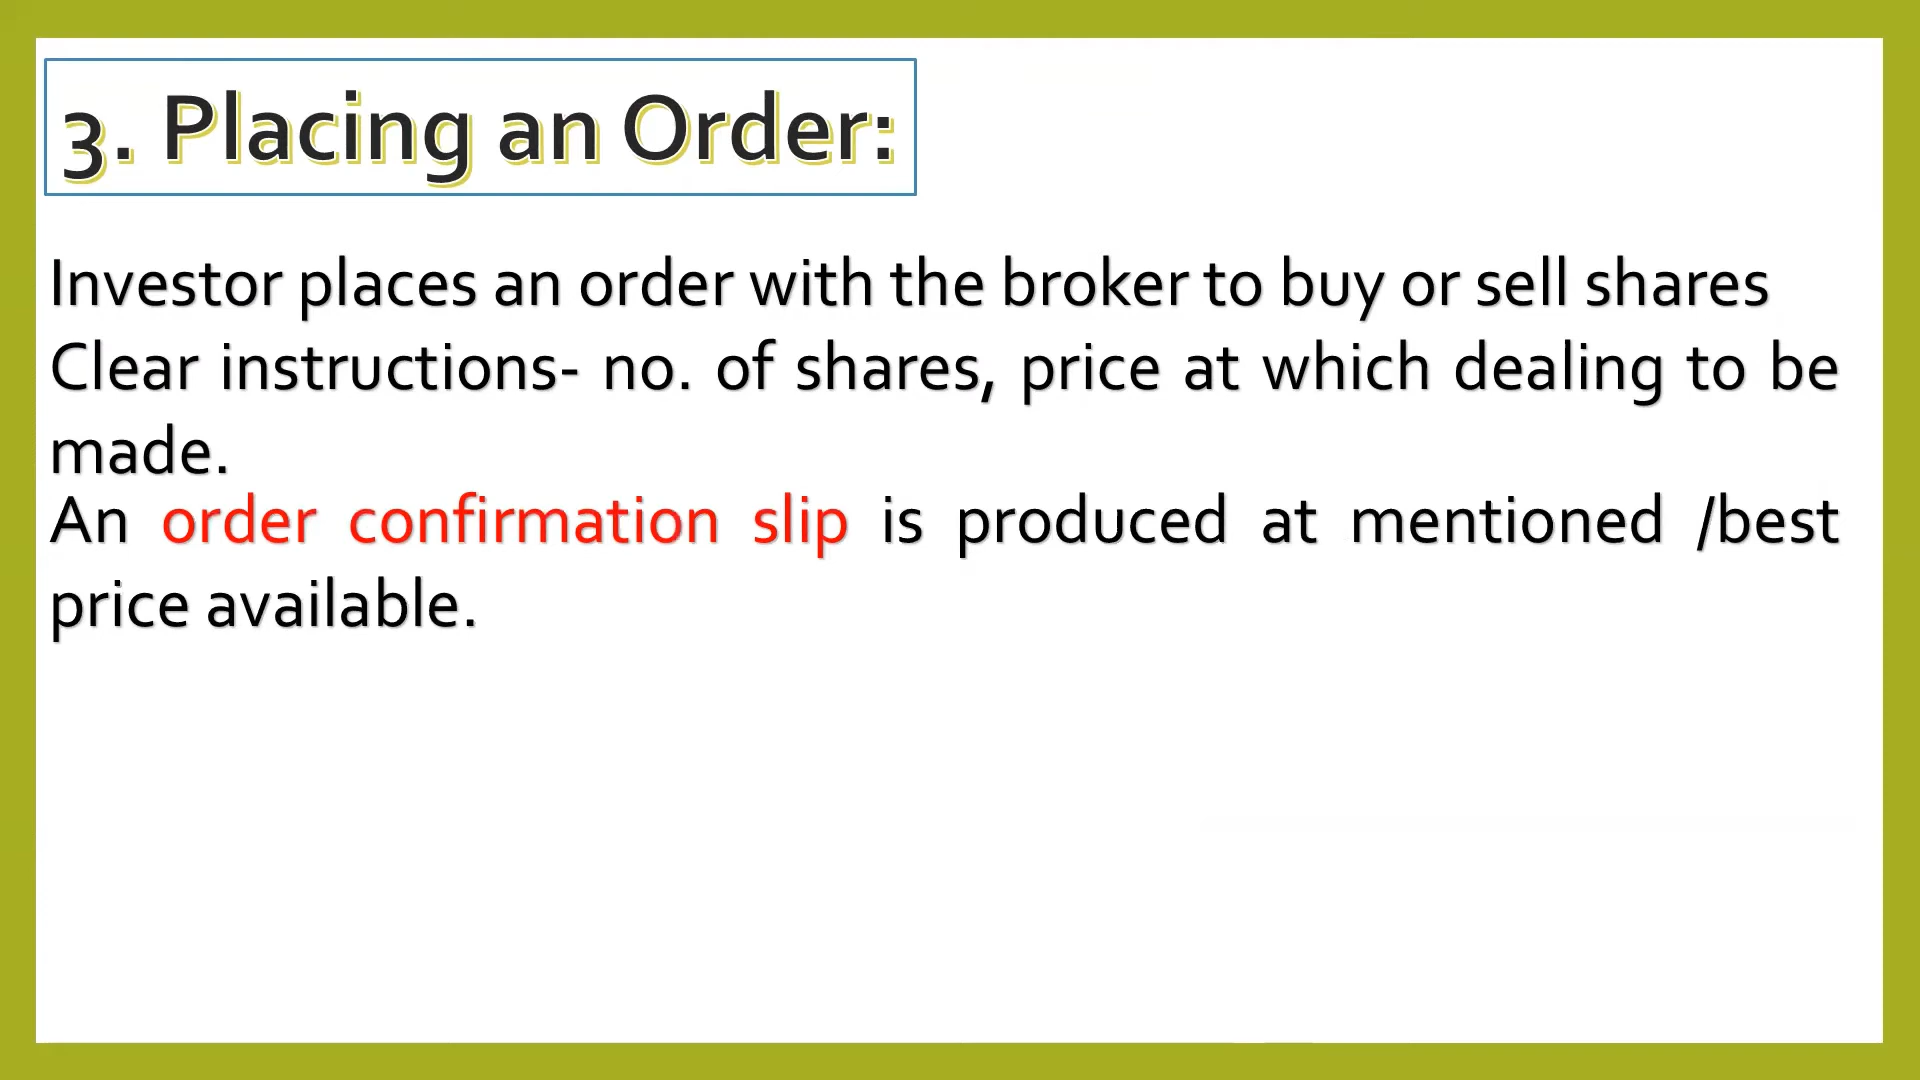 3. Placing an Order:
Investor places an order with the broker to buy or sell shares
Clear instructions- no. of shares, price at which dealing to be
made.
An order confirmation slip is produced at mentioned /best
price available.